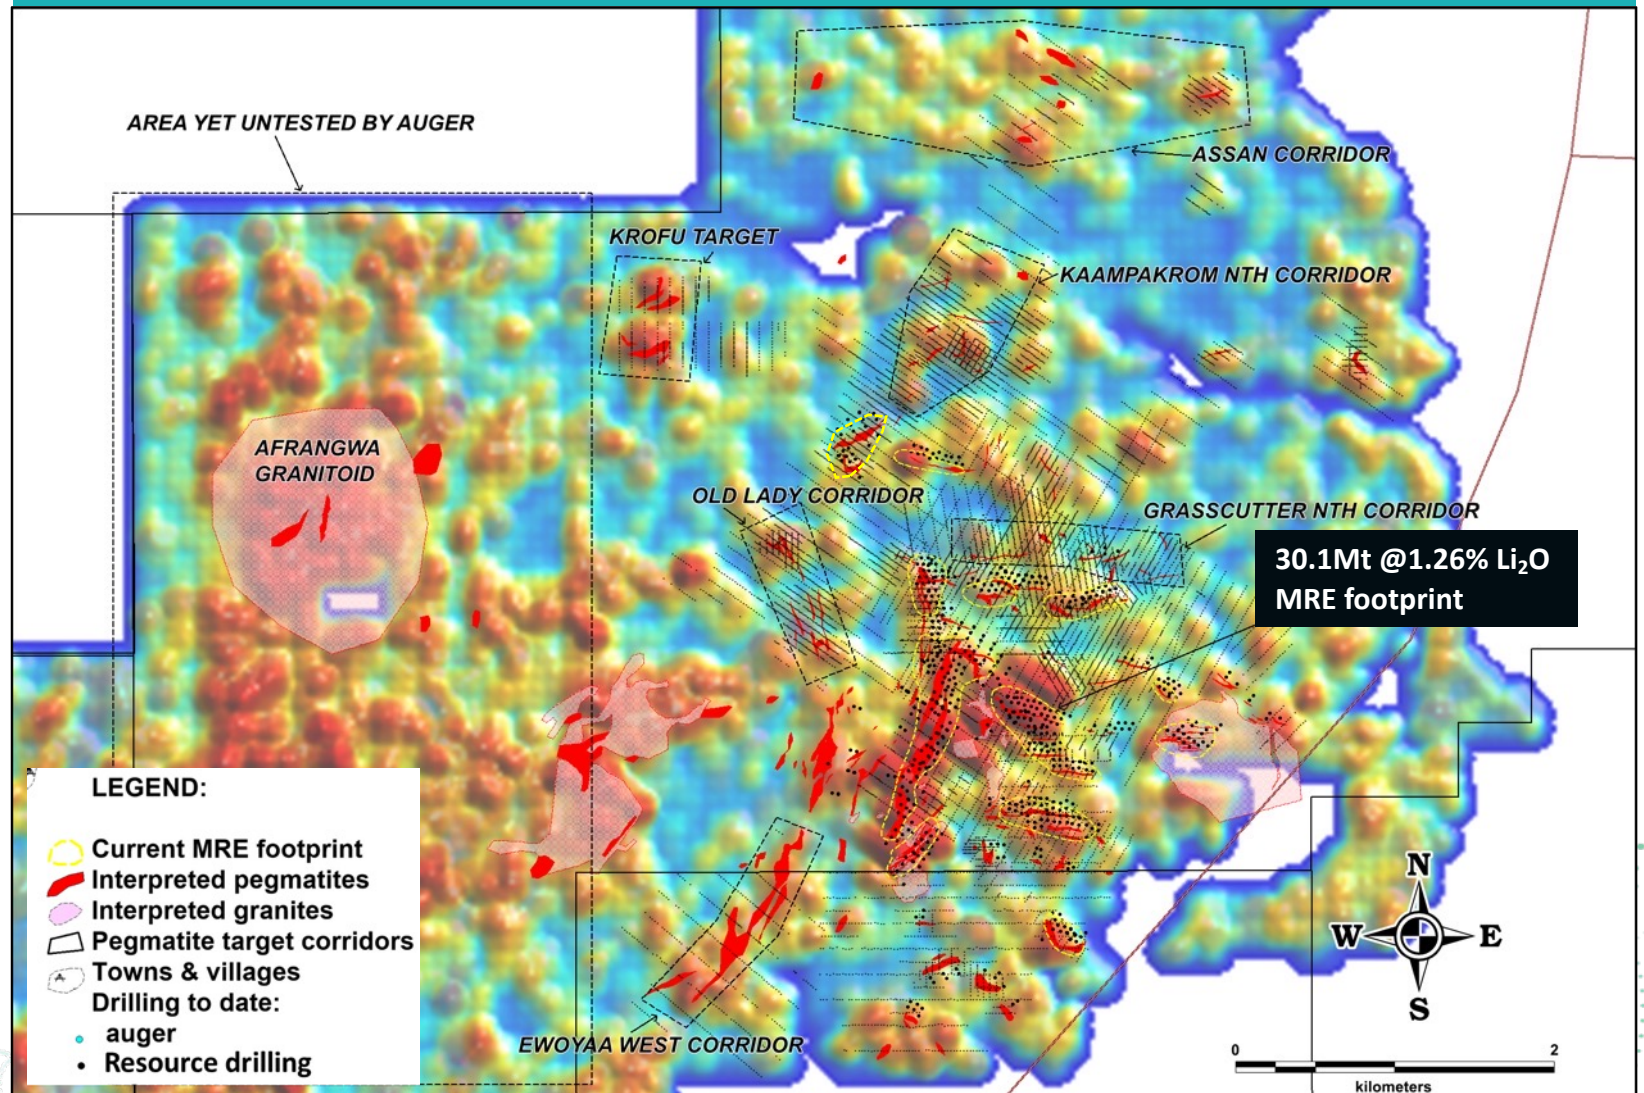 AREA YET UNTESTED BY AUGER
ASSAN CORRIDOR
KROFU TARGET
KAAMPAKROM NTH CORRIDOR
AFRANGWA
GRANITOID
OLD LADY CORRIDOR
GRASSCUTTER NTH CORRIDOR
30.1Mt @1.26% Li₂O
MRE footprint
LEGEND:
Current MRE footprint
Interpreted pegmatites
Interpreted granites
Pegmatite target corridors
Towns & villages
Drilling to date:
auger
Resource drilling
EWOYAA WEST CORRIDOR
N
W E
S
0 2
kilometers